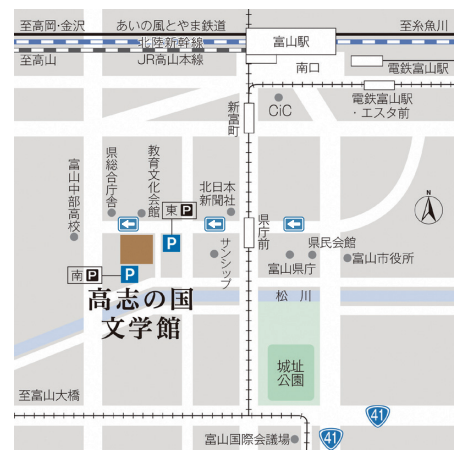 至高岡・金沢
あいの風とやま鉄道
富山駅
至糸魚川
北陸新幹線
至高山
JR高山本線
南口
電鉄富山駅
新富町
CiC
電鉄富山駅
・エスタ前
富山中部高校
県総合庁舎
教育文化会館
東 P
北日本
新聞社
県庁前
N
P
サンシップ
富山県庁
県民会館
富山市役所
南 P
P
高志の国
文学館
松川
城址
公園
至富山大橋
41
富山国際会議場
41